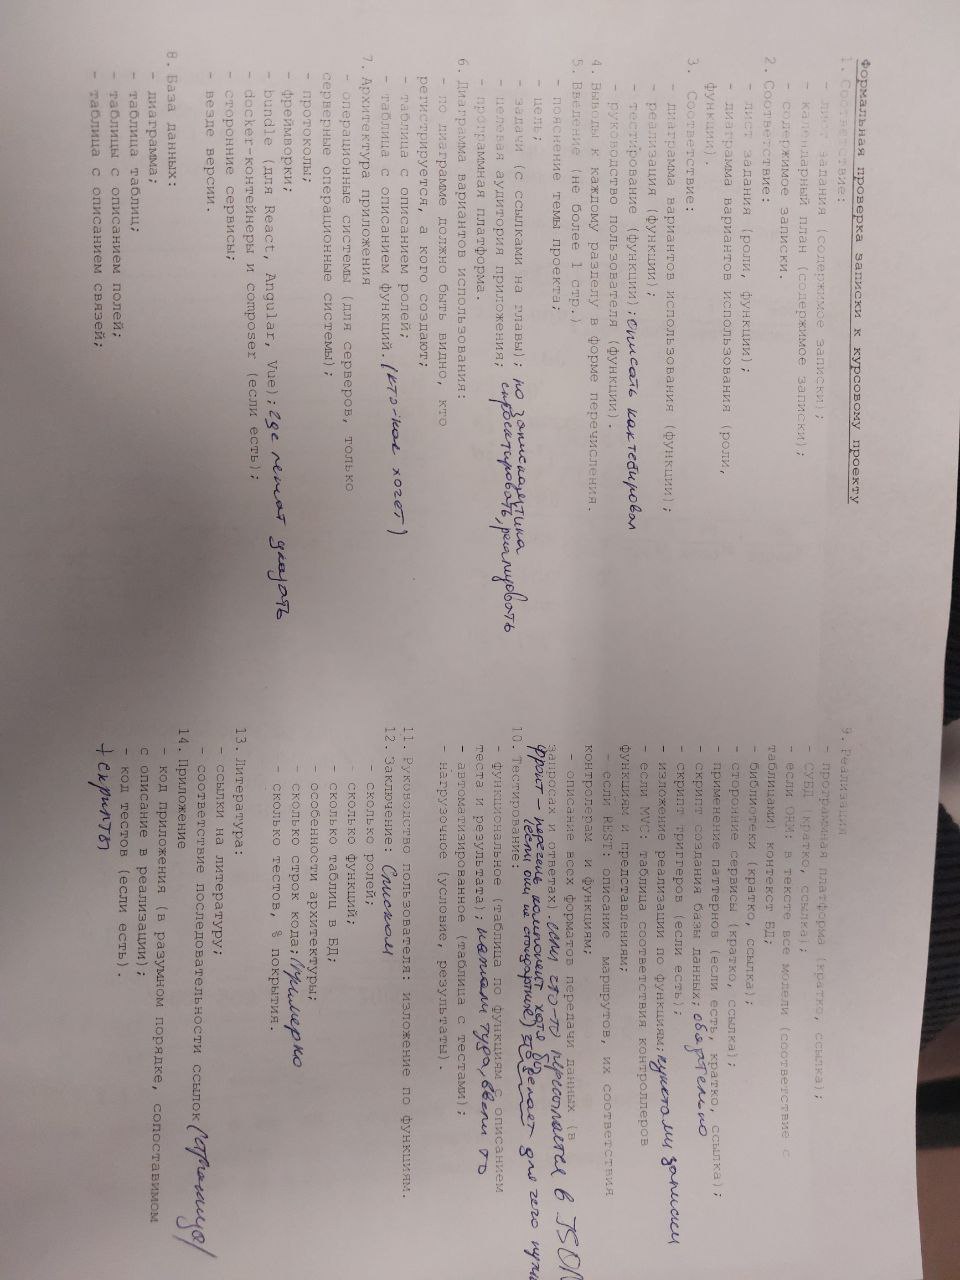 Формальная проверка записки к курсовому проекту
1. Соответствие:
- лист задания (содержимое записки);
- календарный план (содержимое записки);
- содержимое записки.
2. Соответствие:
- лист задания (роли, функции);
- диаграмма вариантов использования (роли,
функции).
3. Соответствие:
- диаграмма вариантов использования (функции);
- реализация (функции);
- тестирование (функции); описать как тестировал
- руководство пользователя (функции).
4. Выводы к каждому разделу в форме перечисления.
5. Введение (не более 1 стр.)
- пояснение темы проекта;
- цель;
- задачи (с ссылками на главы); по
- целевая аудитория приложения; спроектировать, реализовать
- программная платформа.
6. Диаграмма вариантов использования:
- по диаграмме должно быть видно, кто
регистрируется, а кого создают;
- таблица с описанием ролей;
- таблица с описанием функций. (кто-как хочет)
7. Архитектура приложения
- операционные системы (для серверов, только
серверные операционные системы);
- протоколы;
- фреймворки;
- bundle (для React, Angular, Vue); где лежат указать
- docker-контейнеры и composer (если есть);
- сторонние сервисы;
- везде версии.
8. База данных:
- диаграмма;
- таблица таблиц;
- таблицы с описанием полей;
- таблица с описанием связей;
9. Реализация
- программная платформа (кратко, ссылка);
- СУБД (кратко, ссылка);
- если ORM: в тексте все модели (соответствие с
таблицами) контекст БД;
- библиотеки (кратко, ссылка);
- сторонние сервисы (кратко, ссылка);
- применение паттернов (если есть, кратко, ссылка);
- скрипт создания базы данных; обязательно
- скрипт триггеров (если есть);
- изложение реализации по функциям; пунктами записки
- если MVC: таблица соответствия контроллеров
функциям и представлениям;
- если REST: описание маршрутов, их соответствия
контролерам и функциям;
- описание всех форматов передачи данных (в
запросах и ответах). если что-то пересылается в JSON
фронт - перечень компонент хотя бы
(если они не стандартные) что делает для чего нужн
10. Тестирование:
- функциональное (таблица по функциям с описанием
теста и результата); нажали туда, ввели то
- автоматизированное (таблица с тестами);
- нагрузочное (условие, результаты).
11. Руководство пользователя: изложение по функциям.
12. Заключение: Списком
- сколько ролей;
- сколько функций;
- сколько таблиц в БД;
- особенности архитектуры;
- сколько строк кода; примерно
- сколько тестов, % покрытия.
13. Литература:
- ссылки на литературу;
- соответствие последовательности ссылок (страница)
14. Приложение
- код приложения (в разумном порядке, сопоставимом
с описание в реализации);
- код тестов (если есть).
+ скрипты